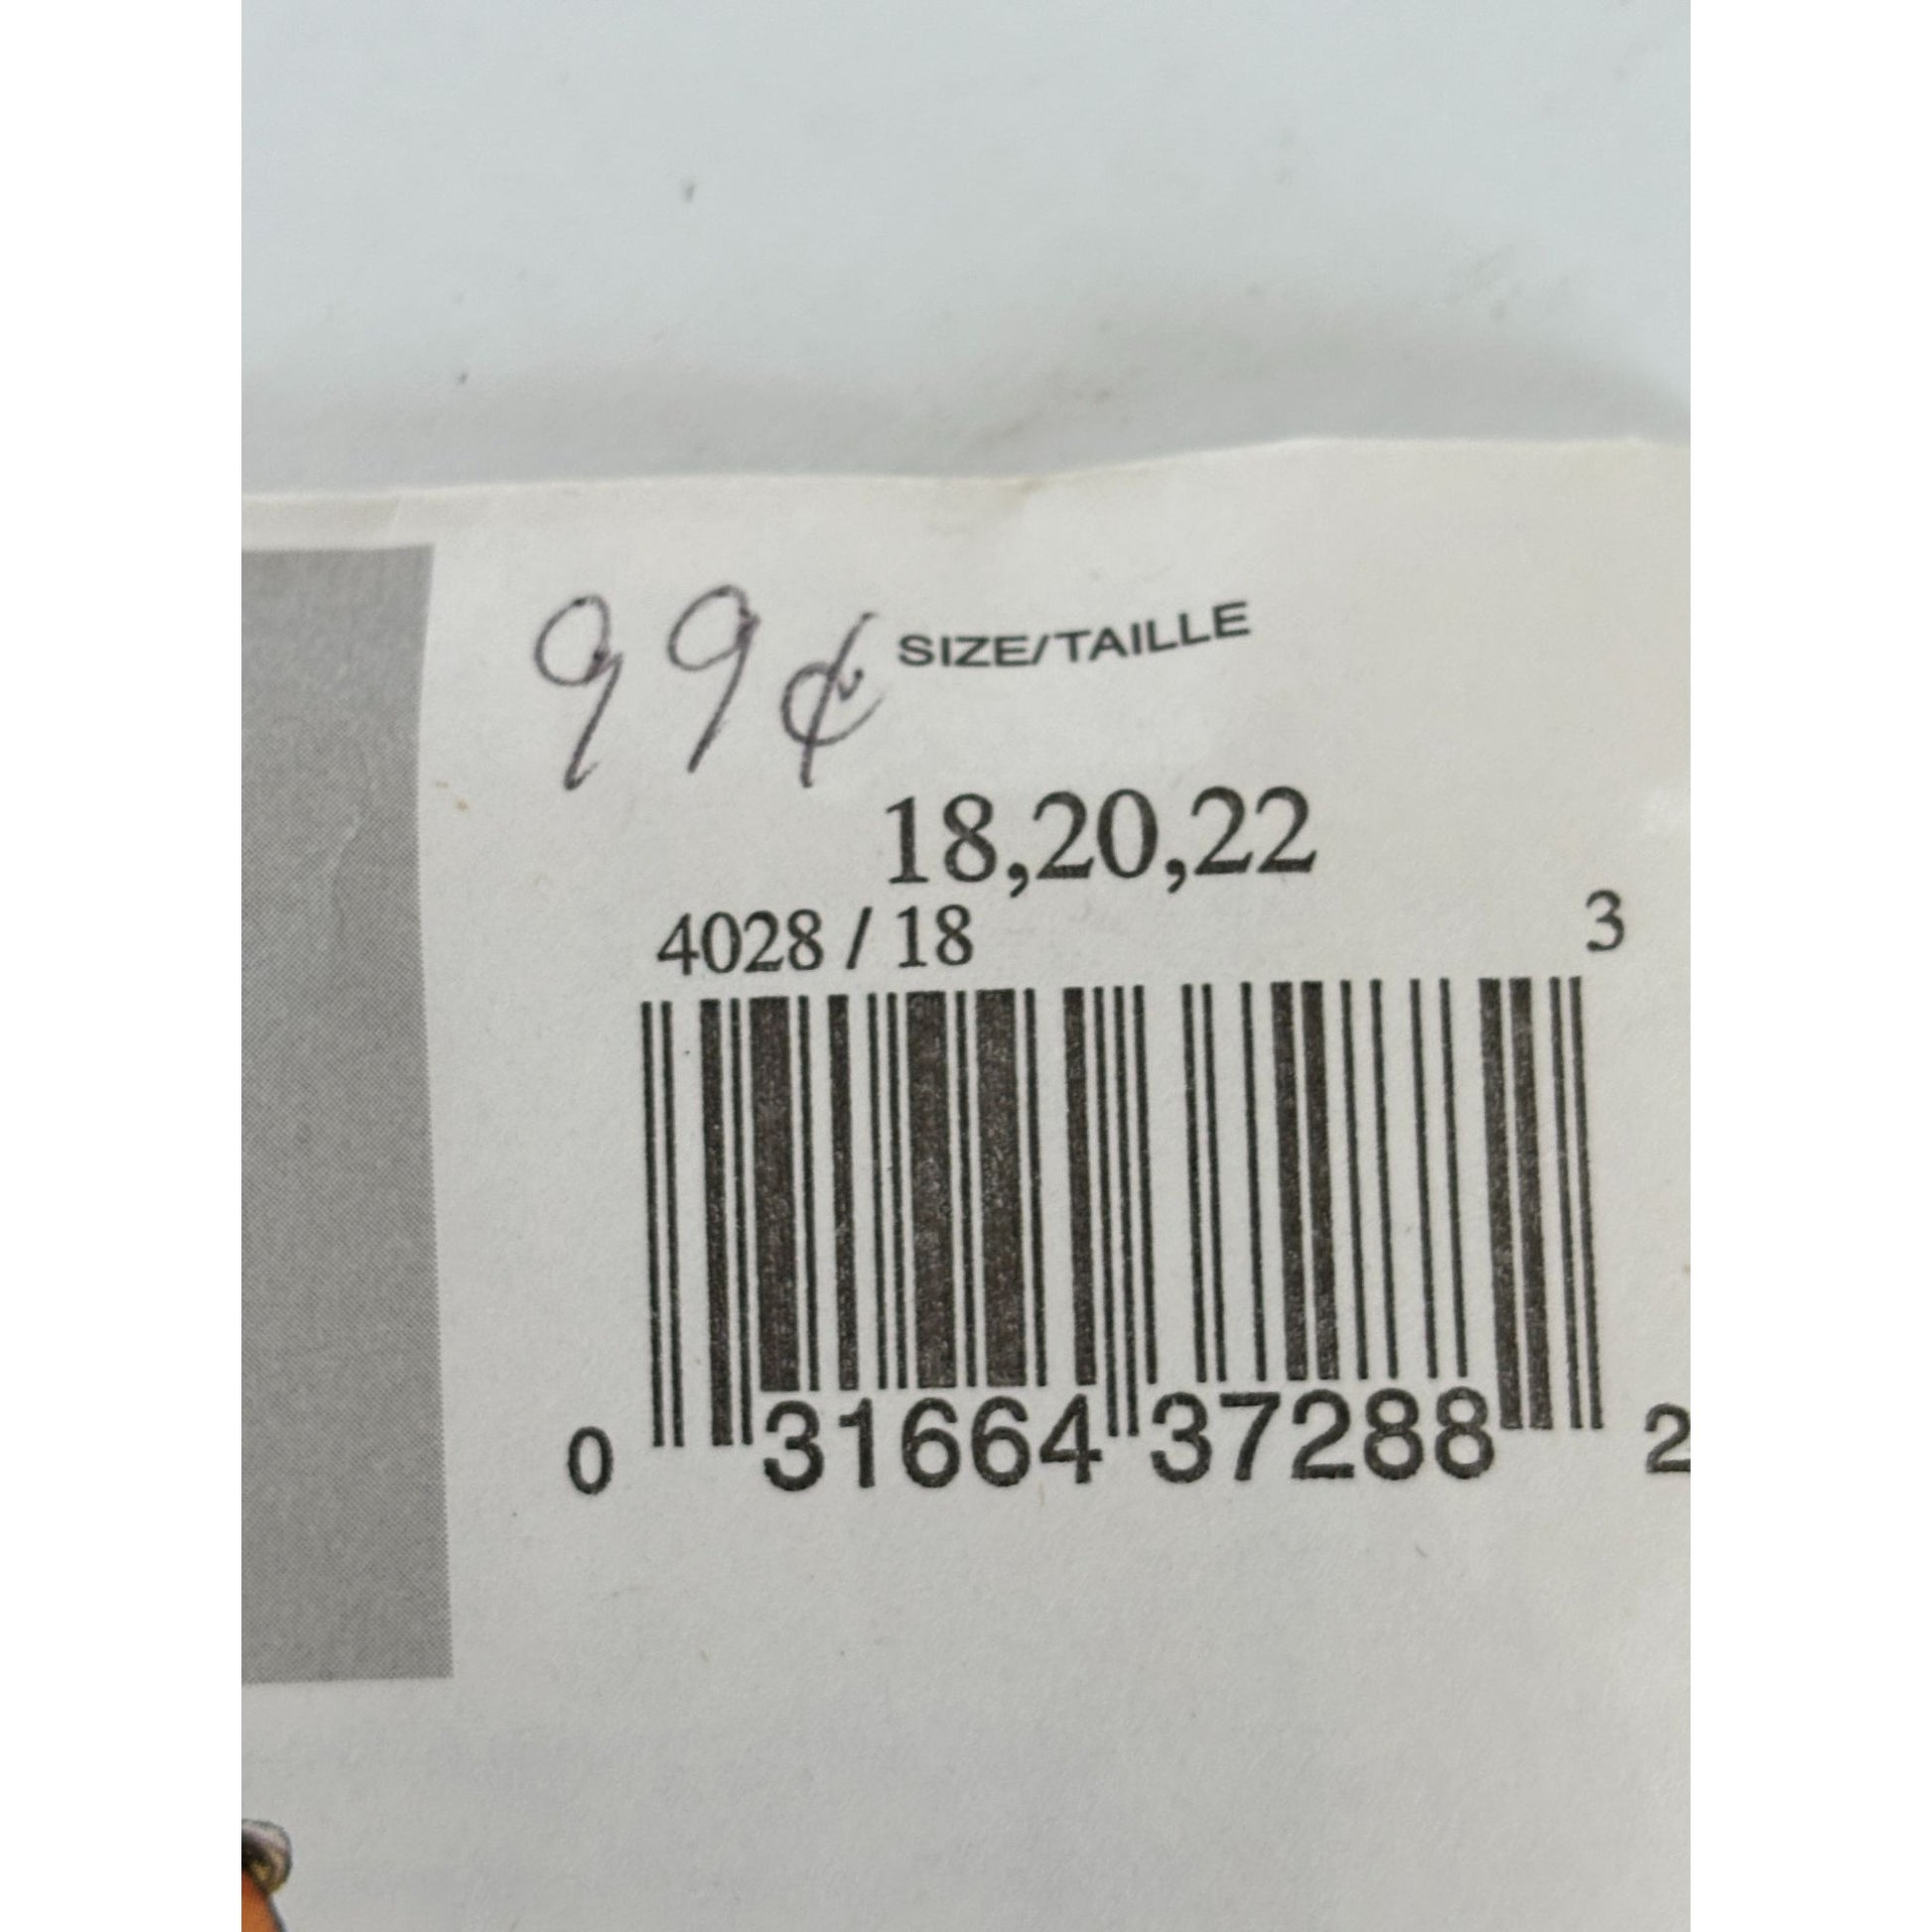 99¢ SIZE/TAILLE
18,20,22
4028 / 18 3
0 31664 37288 2